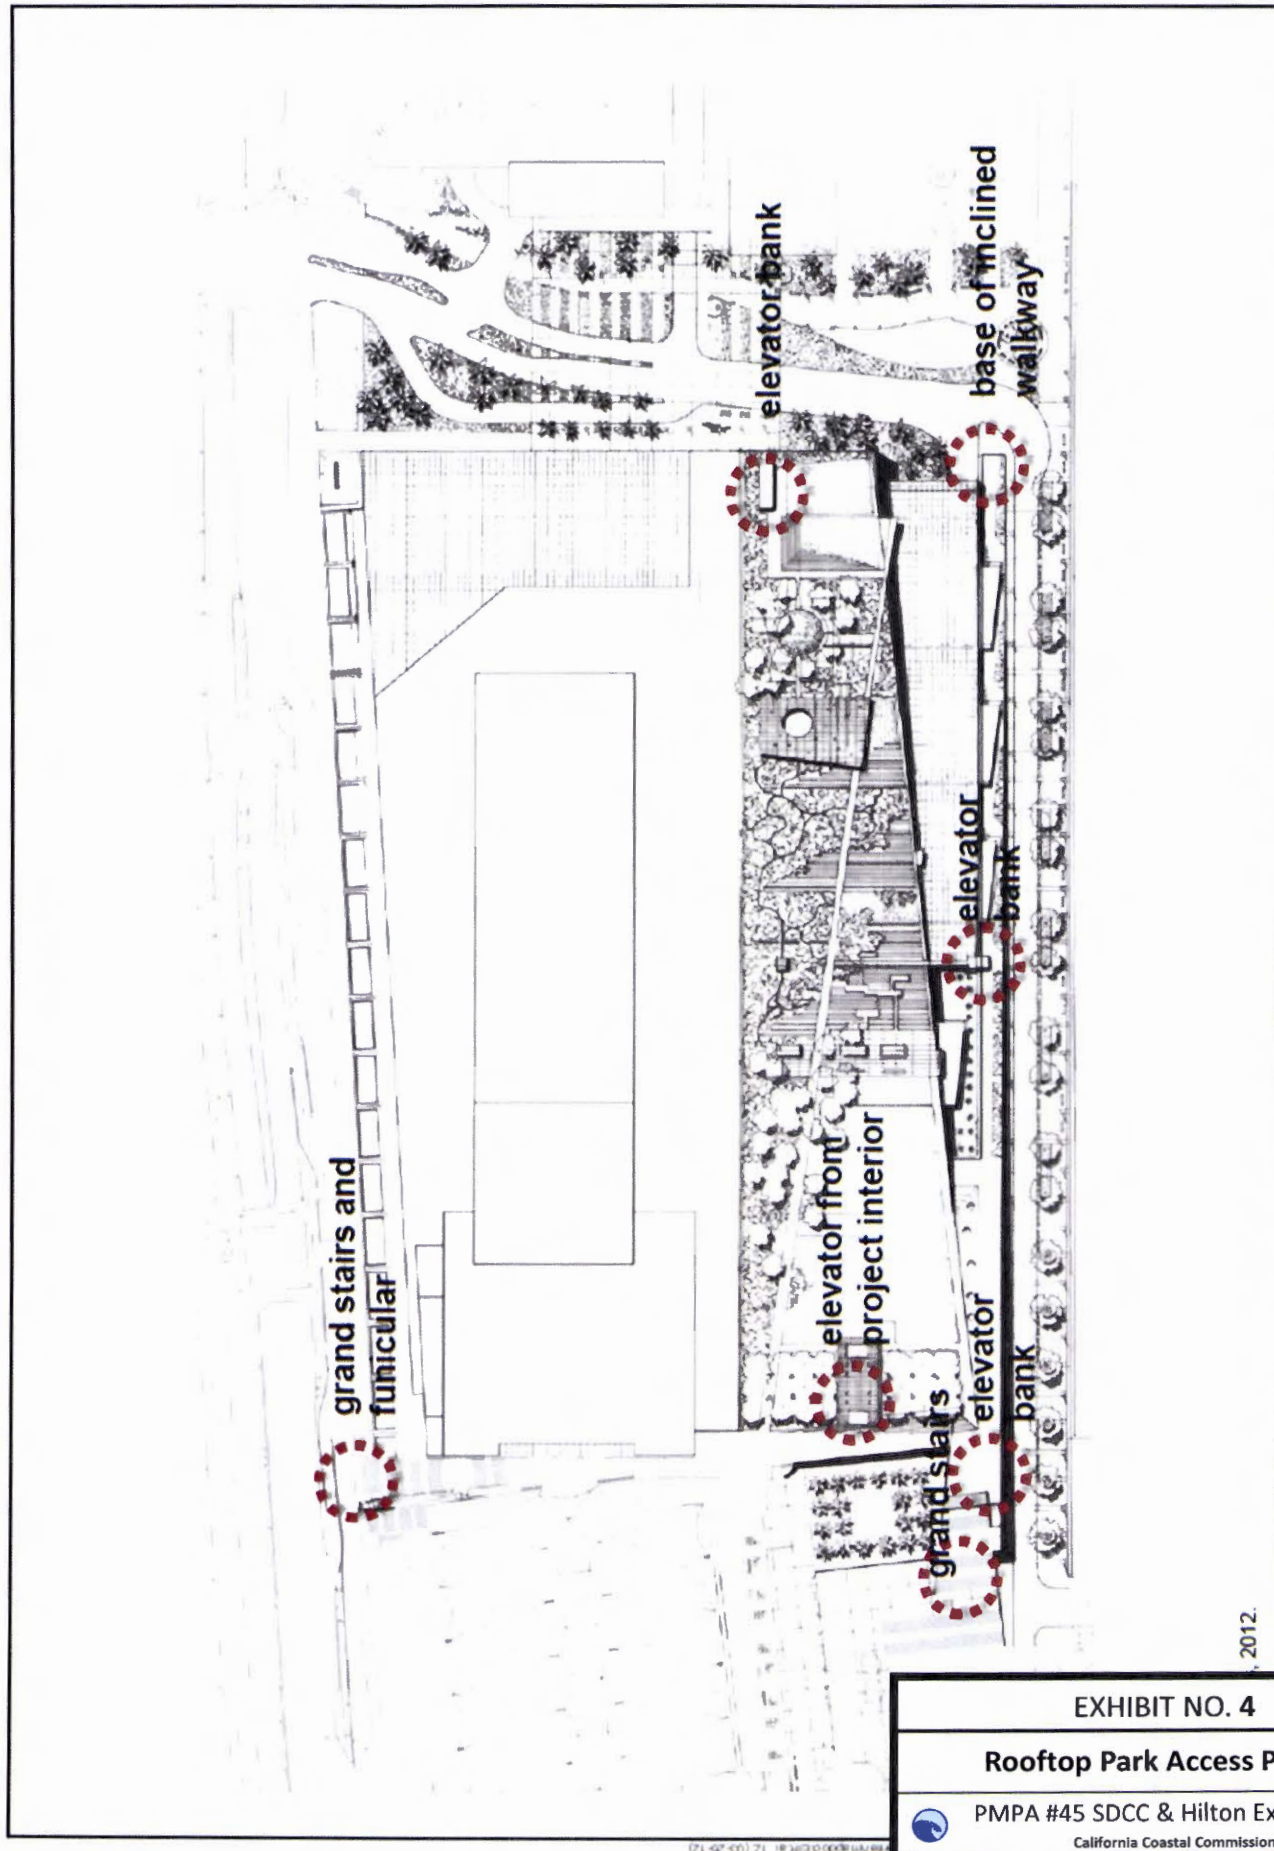 grand stairs and
funicular
elevator bank
base of inclined
walkway
elevator
bank
elevator from
project interior
elevator
bank
grand stairs
, 2012.
EXHIBIT NO. 4
Rooftop Park Access P
PMPA #45 SDCC & Hilton Ex
California Coastal Commission